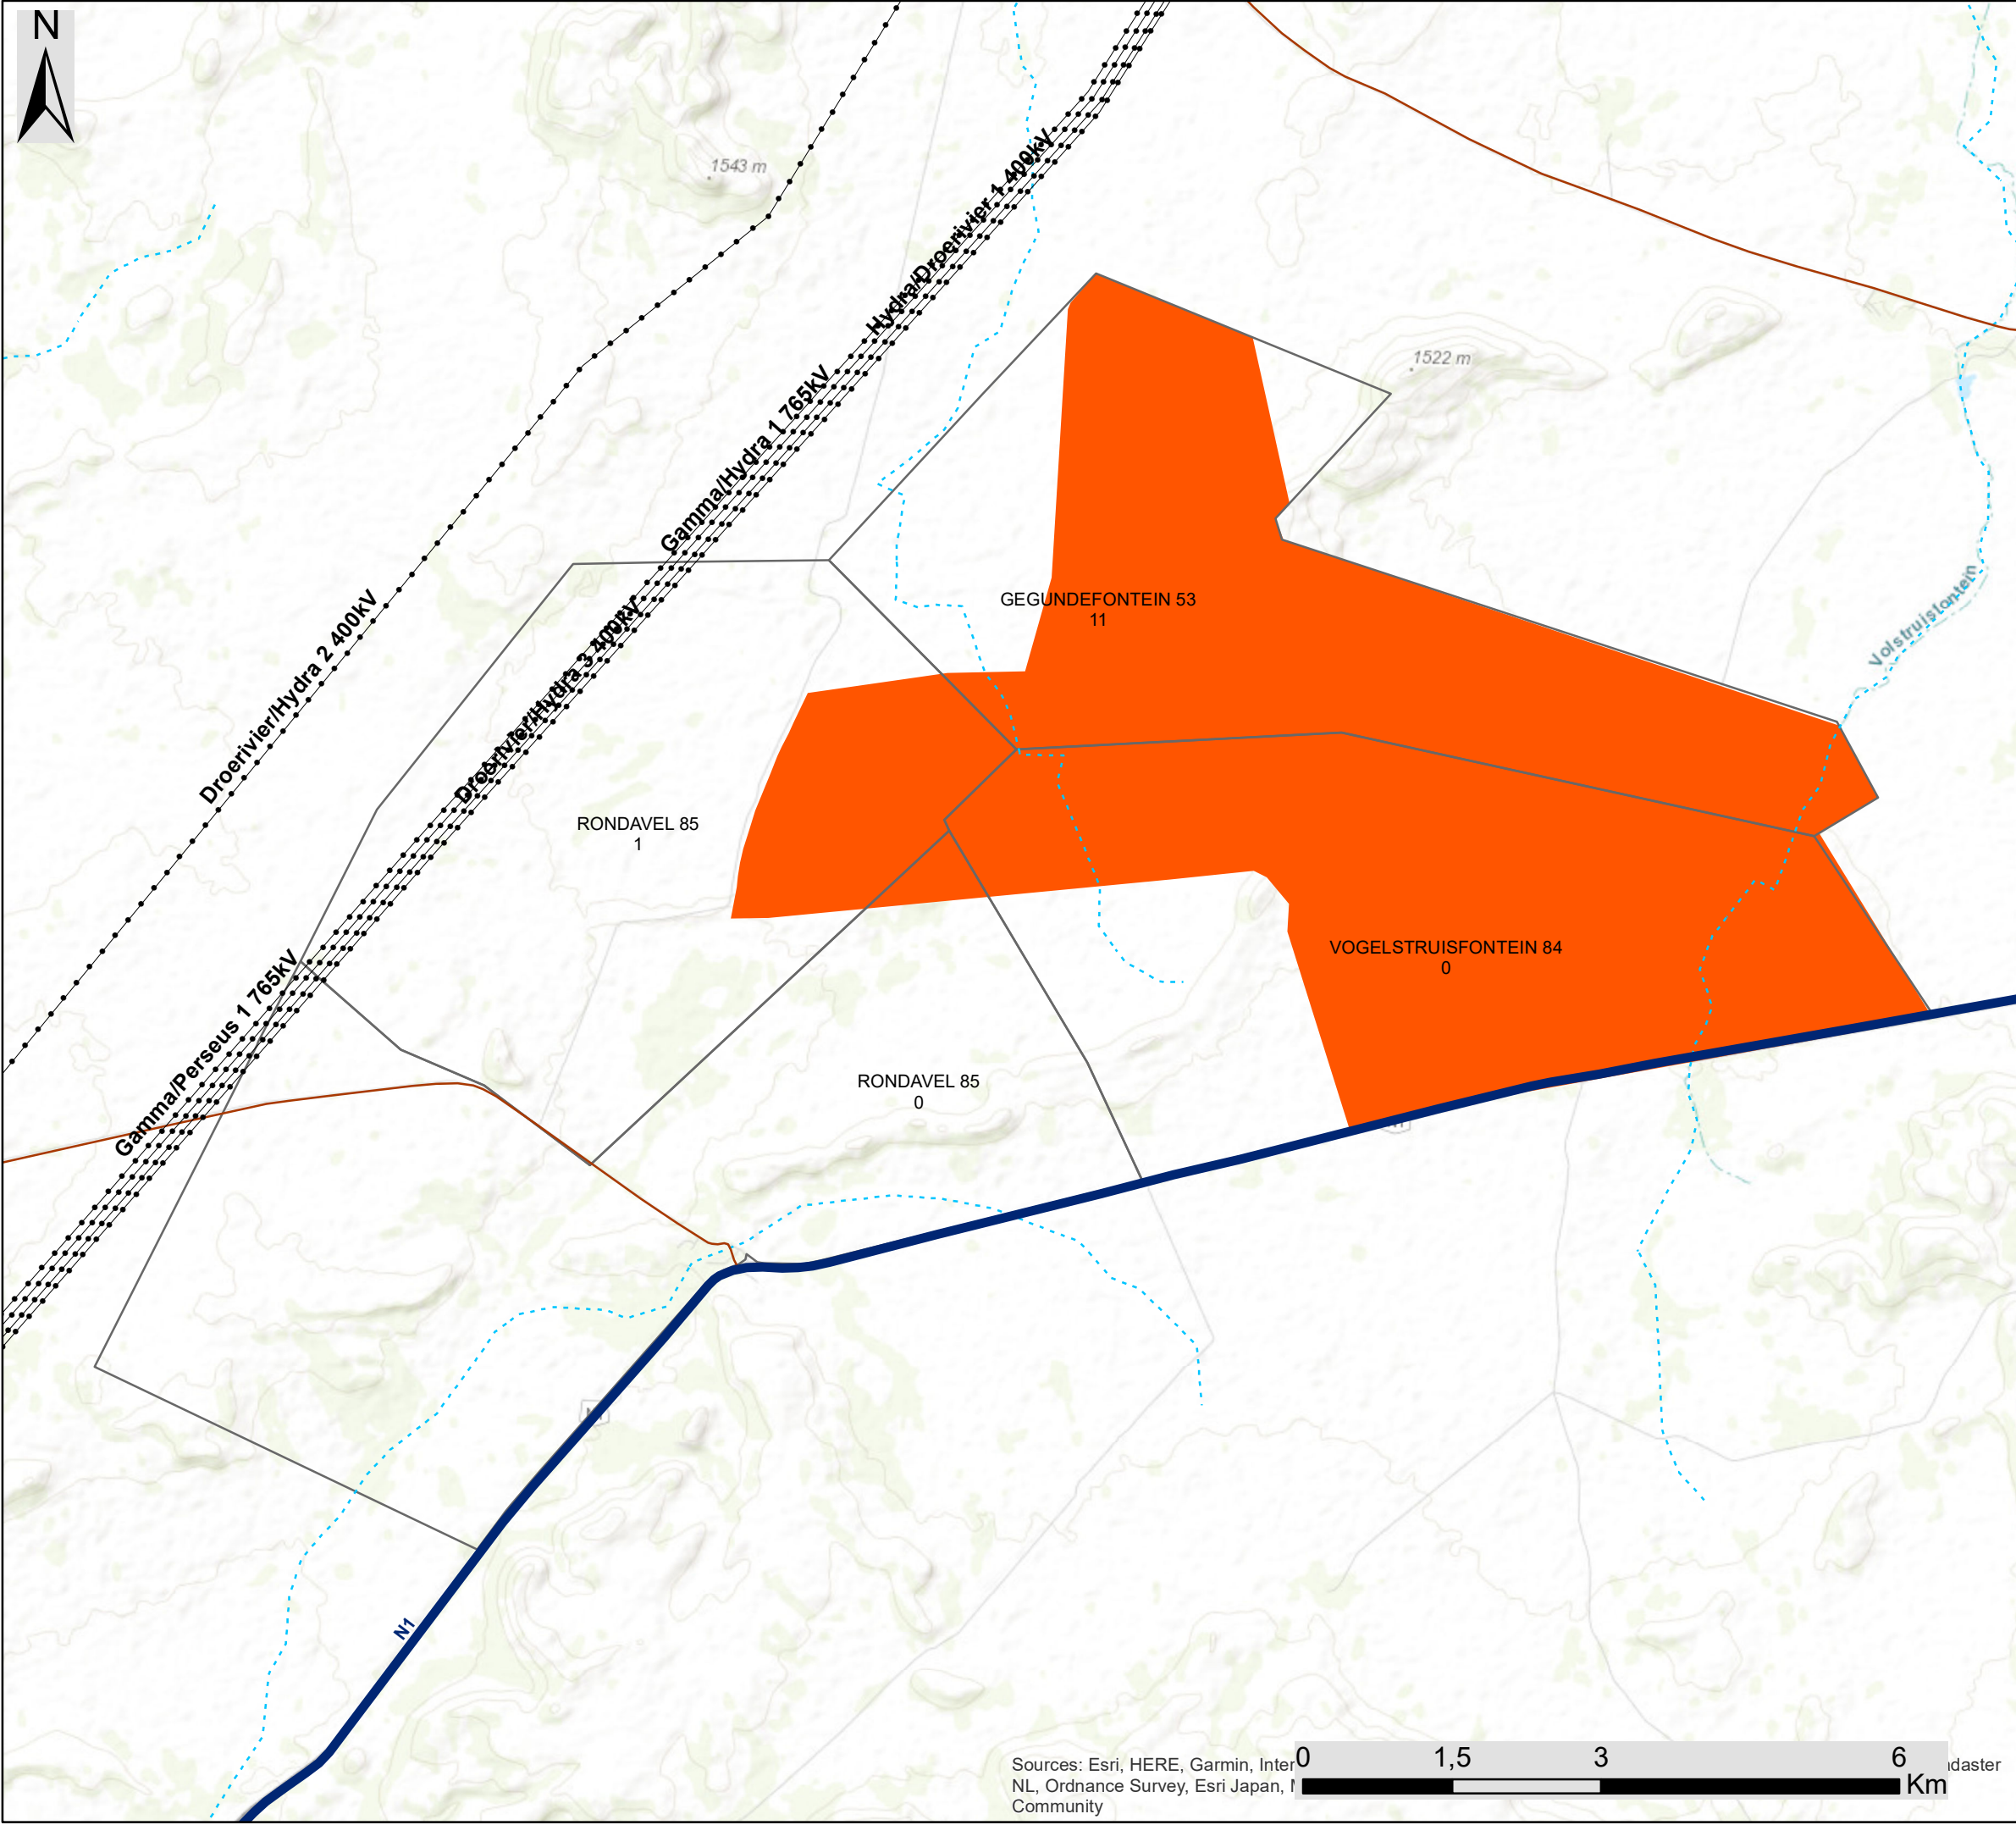 N
1543 m
Hydra/Droerivier 1 400kV
1522 m
Gamma/Hydra 1 765kV
Droerivier/Hydra 2 400kV
Droerivier/Hydra 3 400kV
GEGUNDEFONTEIN 53
11
Volstruisfontein
RONDAVEL 85
1
VOGELSTRUISFONTEIN 84
0
Gamma/Perseus 1 765kV
RONDAVEL 85
0
N1
Sources: Esri, HERE, Garmin,
NL, Ordnance Survey, Esri Japan,
Community
0 1,5 3 6
Km